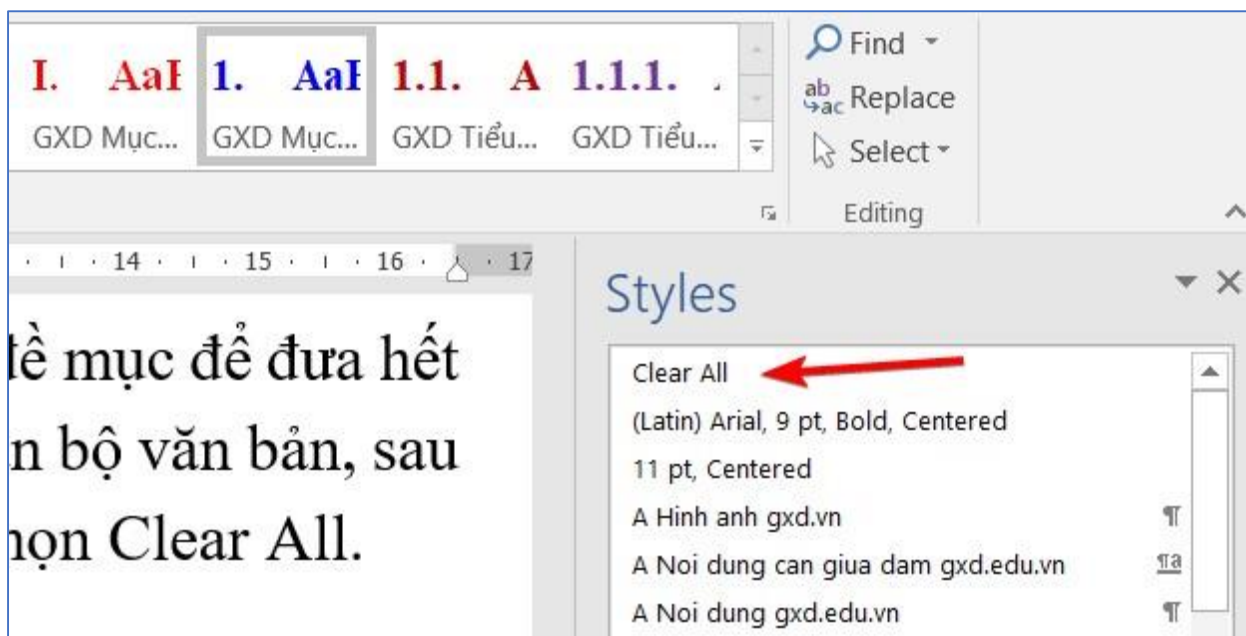 I. AaI 1. AaI 1.1. A 1.1.1.
GXD Mục... GXD Mục... GXD Tiểu... GXD Tiểu...
Find
ab
ac Replace
Select
Editing
14 15 16 17
đề mục để đưa hết
n bộ văn bản, sau
họn Clear All.
Styles
Clear All
(Latin) Arial, 9 pt, Bold, Centered
11 pt, Centered
A Hinh anh gxd.vn ¶
A Noi dung can giua dam gxd.edu.vn ¶a
A Noi dung gxd.edu.vn ¶